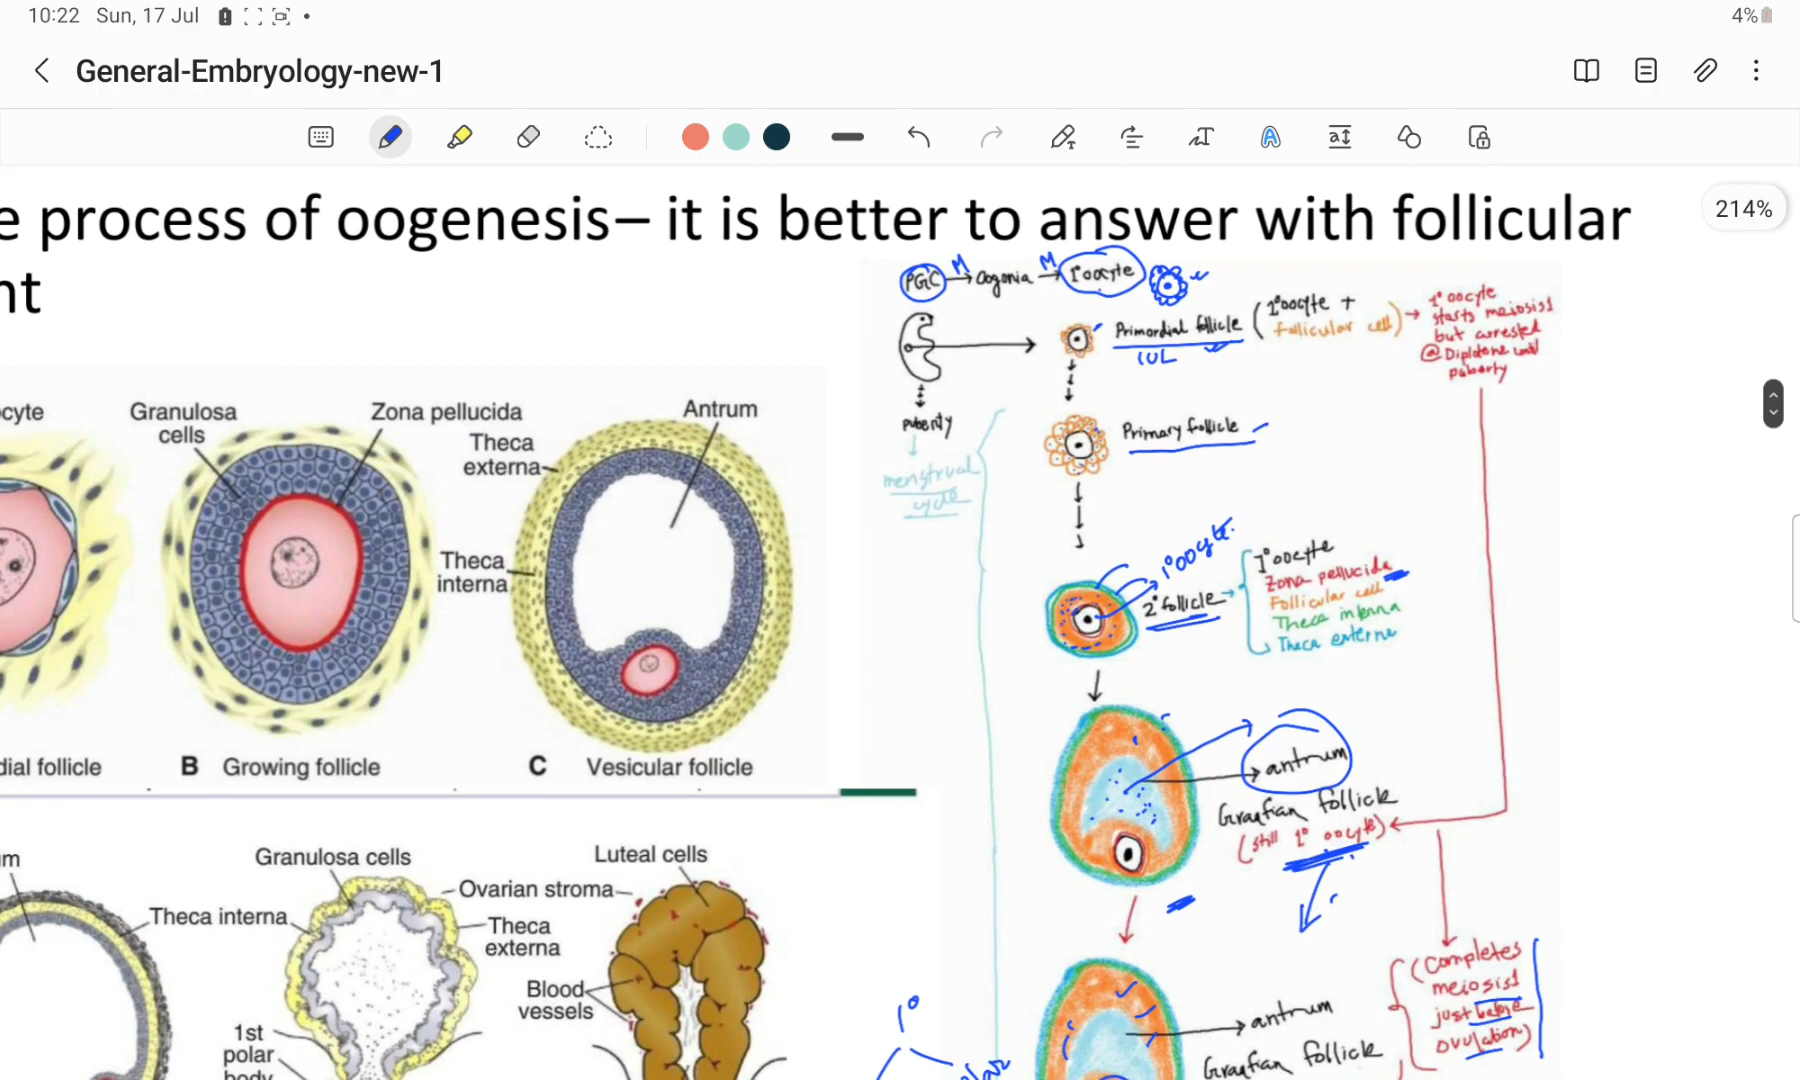 10:22 Sun, 17 Jul
4%
General-Embryology-new-1
214%
e process of oogenesis– it is better to answer with follicular
nt
PGC M → oogonia M → 1° oocyte
Primordial follicle (1° oocyte +
follicular cell)
IUL
1° oocyte
starts meiosis1
but arrested
@ Diplotene until
puberty
puberty
menstrual
cycle
Primary follicle
1° oocyte
2° follicle
1° oocyte
Zona pellucida
Follicular cell
Theca interna
Theca externa
antrum
Graafian follicle
(still 1° oocyte)
(Completes
meiosis1
just before
ovulation)
antrum
Graafian follicle
1°
cyte
Granulosa
cells
Zona pellucida
Theca
externa
Antrum
Theca
interna
dial follicle
B Growing follicle
C Vesicular follicle
um
Theca interna
Granulosa cells
Ovarian stroma
Theca
externa
Luteal cells
Blood
vessels
1st
polar
body